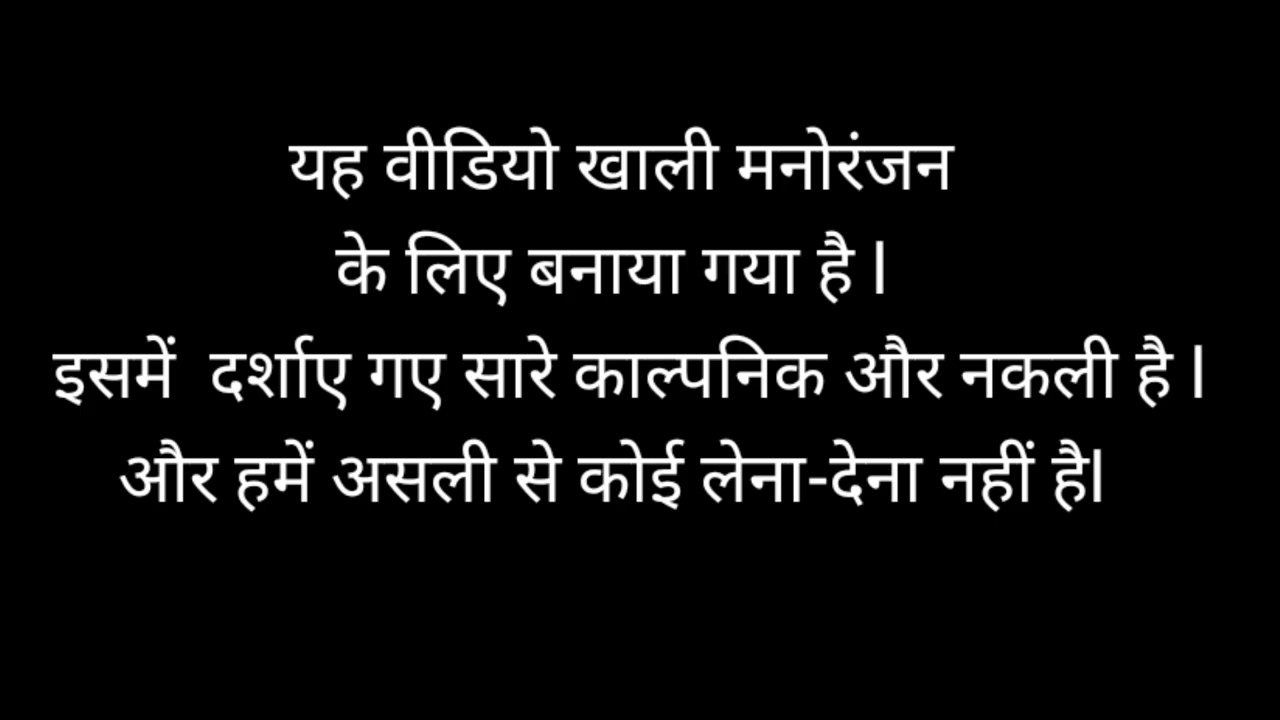 यह वीडियो खाली मनोरंजन
के लिए बनाया गया है l
इसमें दर्शाए गए सारे काल्पनिक और नकली है l
और हमें असली से कोई लेना-देना नहीं हैl